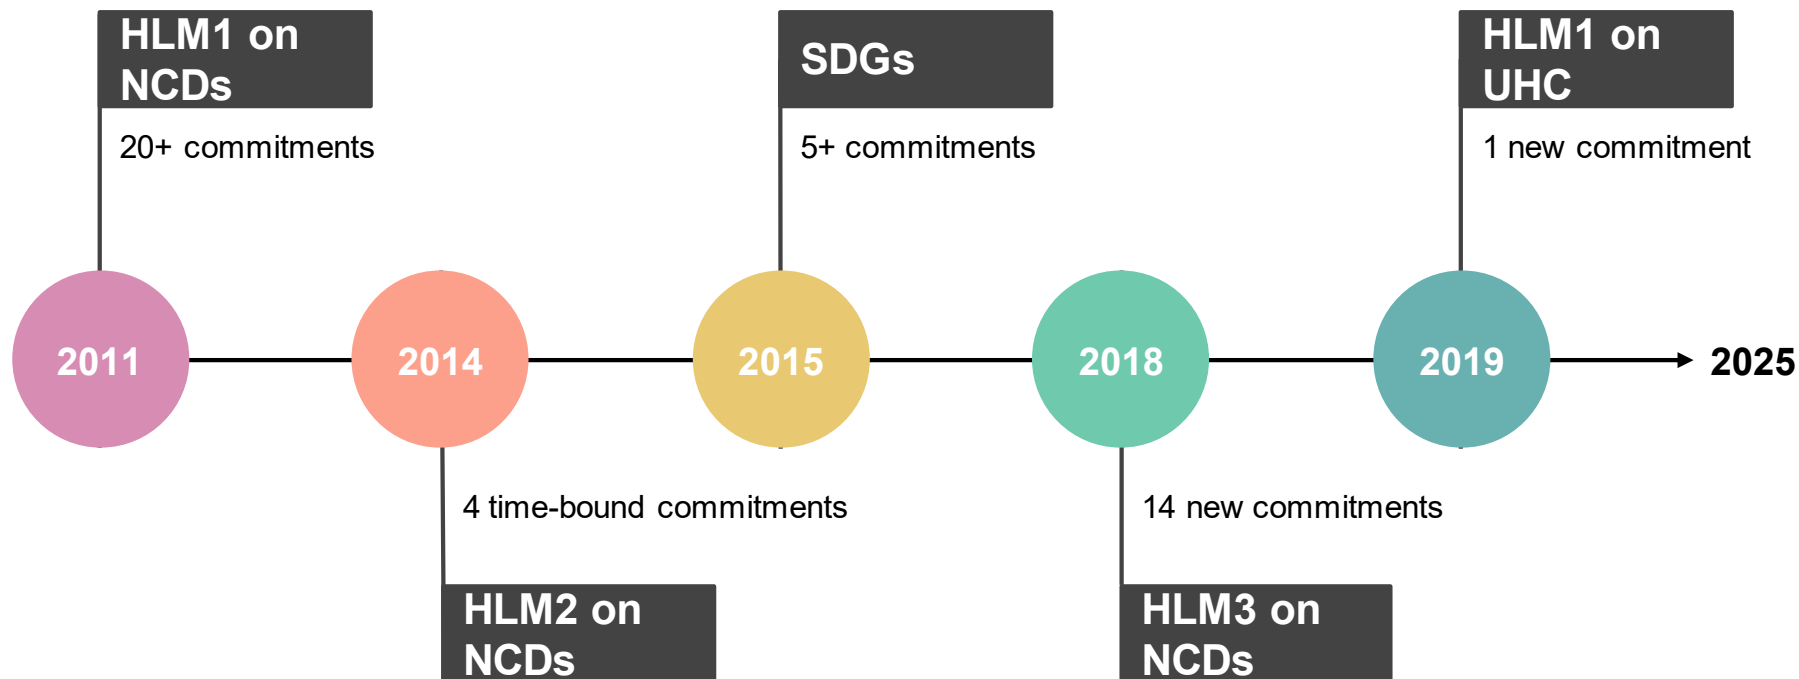 HLM1 on
NCDs
20+ commitments
SDGs
5+ commitments
HLM1 on
UHC
1 new commitment
2011
2014
2015
2018
2019
2025
4 time-bound commitments
HLM2 on
NCDs
14 new commitments
HLM3 on
NCDs